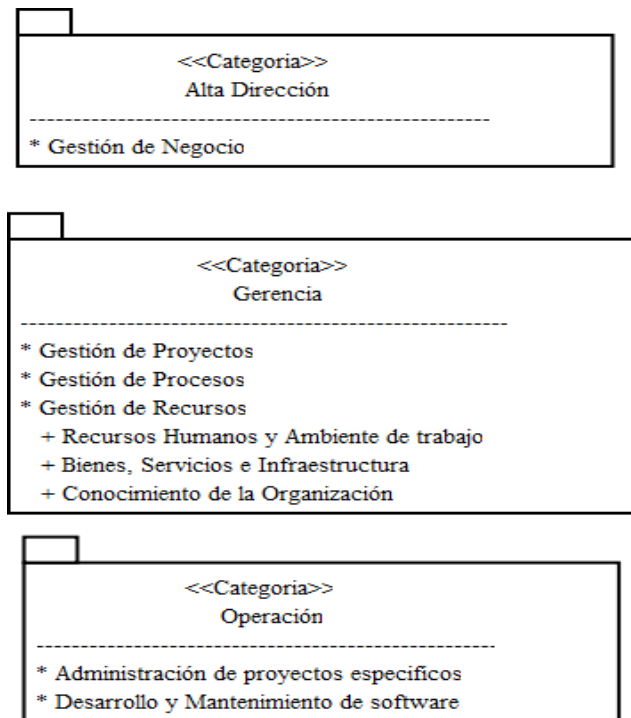 <<Categoria>>
Alta Dirección
* Gestión de Negocio
<<Categoria>>
Gerencia
* Gestión de Proyectos
* Gestión de Procesos
* Gestión de Recursos
+ Recursos Humanos y Ambiente de trabajo
+ Bienes, Servicios e Infraestructura
+ Conocimiento de la Organización
<<Categoria>>
Operación
* Administración de proyectos especificos
* Desarrollo y Mantenimiento de software